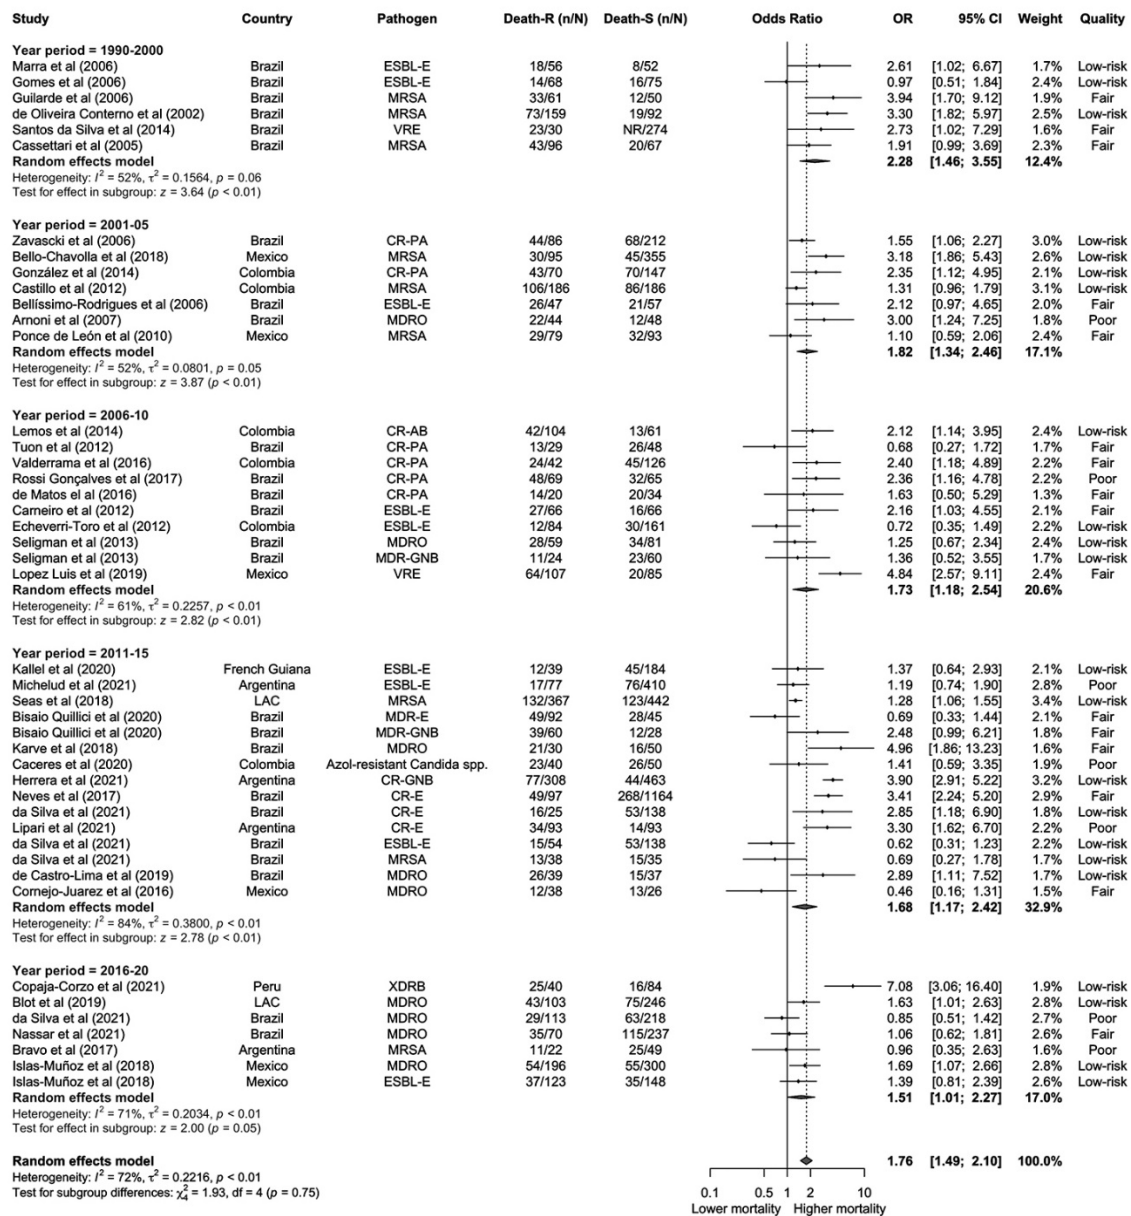 Study Country Pathogen Death-R (n/N) Death-S (n/N) Odds Ratio OR 95% CI Weight Quality
Year period = 1990-2000
Marra et al (2006) Brazil ESBL-E 18/56 8/52 2.61 [1.02; 6.67] 1.7% Low-risk
Gomes et al (2006) Brazil ESBL-E 14/68 16/75 0.97 [0.51; 1.84] 2.4% Low-risk
Guilarde et al (2006) Brazil MRSA 33/61 12/50 3.94 [1.70; 9.12] 1.9% Fair
de Oliveira Conterno et al (2002) Brazil MRSA 73/159 19/92 3.30 [1.82; 5.97] 2.5% Low-risk
Santos da Silva et al (2014) Brazil VRE 23/30 NR/274 2.73 [1.02; 7.29] 1.6% Fair
Cassettari et al (2005) Brazil MRSA 43/96 20/67 1.91 [0.99; 3.69] 2.3% Fair
Random effects model 2.28 [1.46; 3.55] 12.4%
Heterogeneity: I² = 52%, τ² = 0.1564, p = 0.06
Test for effect in subgroup: z = 3.64 (p < 0.01)
Year period = 2001-05
Zavascki et al (2006) Brazil CR-PA 44/86 68/212 1.55 [1.06; 2.27] 3.0% Low-risk
Bello-Chavolla et al (2018) Mexico MRSA 30/95 45/355 3.18 [1.86; 5.43] 2.6% Low-risk
González et al (2014) Colombia CR-PA 43/70 70/147 2.35 [1.12; 4.95] 2.1% Low-risk
Castillo et al (2012) Colombia MRSA 106/186 86/186 1.31 [0.96; 1.79] 3.1% Low-risk
Bellíssimo-Rodrigues et al (2006) Brazil ESBL-E 26/47 21/57 2.12 [0.97; 4.65] 2.0% Fair
Arnoni et al (2007) Brazil MDRO 22/44 12/48 3.00 [1.24; 7.25] 1.8% Poor
Ponce de León et al (2010) Mexico MRSA 29/79 32/93 1.10 [0.59; 2.06] 2.4% Fair
Random effects model 1.82 [1.34; 2.46] 17.1%
Heterogeneity: I² = 52%, τ² = 0.0801, p = 0.05
Test for effect in subgroup: z = 3.87 (p < 0.01)
Year period = 2006-10
Lemos et al (2014) Colombia CR-AB 42/104 13/61 2.12 [1.14; 3.95] 2.4% Low-risk
Tuon et al (2012) Brazil CR-PA 13/29 26/48 0.68 [0.27; 1.72] 1.7% Fair
Valderrama et al (2016) Colombia CR-PA 24/42 45/126 2.40 [1.18; 4.89] 2.2% Fair
Rossi Gonçalves et al (2017) Brazil CR-PA 48/69 32/65 2.36 [1.16; 4.78] 2.2% Poor
de Matos el al (2016) Brazil CR-PA 14/20 20/34 1.63 [0.50; 5.29] 1.3% Fair
Carneiro et al (2012) Brazil ESBL-E 27/66 16/66 2.16 [1.03; 4.55] 2.1% Fair
Echeverri-Toro et al (2012) Colombia ESBL-E 12/84 30/161 0.72 [0.35; 1.49] 2.2% Low-risk
Seligman et al (2013) Brazil MDRO 28/59 34/81 1.25 [0.67; 2.34] 2.4% Low-risk
Seligman et al (2013) Brazil MDR-GNB 11/24 23/60 1.36 [0.52; 3.55] 1.7% Low-risk
Lopez Luis et al (2019) Mexico VRE 64/107 20/85 4.84 [2.57; 9.11] 2.4% Fair
Random effects model 1.73 [1.18; 2.54] 20.6%
Heterogeneity: I² = 61%, τ² = 0.2257, p < 0.01
Test for effect in subgroup: z = 2.82 (p < 0.01)
Year period = 2011-15
Kallel et al (2020) French Guiana ESBL-E 12/39 45/184 1.37 [0.64; 2.93] 2.1% Low-risk
Michelud et al (2021) Argentina ESBL-E 17/77 76/410 1.19 [0.74; 1.90] 2.8% Poor
Seas et al (2018) LAC MRSA 132/367 123/442 1.28 [1.06; 1.55] 3.4% Low-risk
Bisaio Quillici et al (2020) Brazil MDR-E 49/92 28/45 0.69 [0.33; 1.44] 2.1% Fair
Bisaio Quillici et al (2020) Brazil MDR-GNB 39/60 12/28 2.48 [0.99; 6.21] 1.8% Fair
Karve et al (2018) Brazil MDRO 21/30 16/50 4.96 [1.86; 13.23] 1.6% Fair
Caceres et al (2020) Colombia Azol-resistant Candida spp. 23/40 26/50 1.41 [0.59; 3.35] 1.9% Poor
Herrera et al (2021) Argentina CR-GNB 77/308 44/463 3.90 [2.91; 5.22] 3.2% Low-risk
Neves et al (2017) Brazil CR-E 49/97 268/1164 3.41 [2.24; 5.20] 2.9% Fair
da Silva et al (2021) Brazil CR-E 16/25 53/138 2.85 [1.18; 6.90] 1.8% Low-risk
Lipari et al (2021) Argentina CR-E 34/93 14/93 3.30 [1.62; 6.70] 2.2% Poor
da Silva et al (2021) Brazil ESBL-E 15/54 53/138 0.62 [0.31; 1.23] 2.2% Low-risk
da Silva et al (2021) Brazil MRSA 13/38 15/35 0.69 [0.27; 1.78] 1.7% Low-risk
de Castro-Lima et al (2019) Brazil MDRO 26/39 15/37 2.89 [1.11; 7.52] 1.7% Low-risk
Cornejo-Juarez et al (2016) Mexico MDRO 12/38 13/26 0.46 [0.16; 1.31] 1.5% Fair
Random effects model 1.68 [1.17; 2.42] 32.9%
Heterogeneity: I² = 84%, τ² = 0.3800, p < 0.01
Test for effect in subgroup: z = 2.78 (p < 0.01)
Year period = 2016-20
Copaja-Corzo et al (2021) Peru XDRB 25/40 16/84 7.08 [3.06; 16.40] 1.9% Low-risk
Blot et al (2019) LAC MDRO 43/103 75/246 1.63 [1.01; 2.63] 2.8% Low-risk
da Silva et al (2021) Brazil MDRO 29/113 63/218 0.85 [0.51; 1.42] 2.7% Poor
Nassar et al (2021) Brazil MDRO 35/70 115/237 1.06 [0.62; 1.81] 2.6% Fair
Bravo et al (2017) Argentina MRSA 11/22 25/49 0.96 [0.35; 2.63] 1.6% Poor
Islas-Muñoz et al (2018) Mexico MDRO 54/196 55/300 1.69 [1.07; 2.66] 2.8% Low-risk
Islas-Muñoz et al (2018) Mexico ESBL-E 37/123 35/148 1.39 [0.81; 2.39] 2.6% Low-risk
Random effects model 1.51 [1.01; 2.27] 17.0%
Heterogeneity: I² = 71%, τ² = 0.2034, p < 0.01
Test for effect in subgroup: z = 2.00 (p = 0.05)
Random effects model 1.76 [1.49; 2.10] 100.0%
Heterogeneity: I² = 72%, τ² = 0.2216, p < 0.01
Test for subgroup differences: χ²₄ = 1.93, df = 4 (p = 0.75)
0.1 0.5 1 2 10
Lower mortality Higher mortality